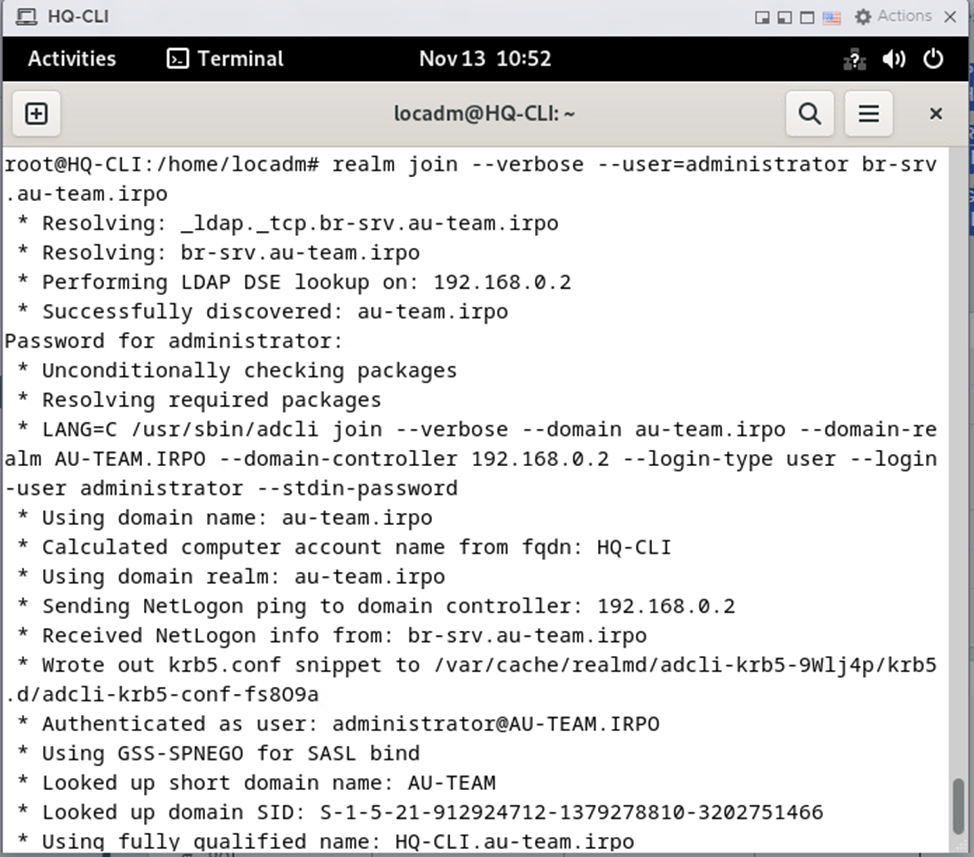 HQ-CLI
Actions
Activities
Terminal
Nov 13 10:52
locadm@HQ-CLI: ~
root@HQ-CLI:/home/locadm# realm join --verbose --user=administrator br-srv
.au-team.irpo
* Resolving: _ldap._tcp.br-srv.au-team.irpo
* Resolving: br-srv.au-team.irpo
* Performing LDAP DSE lookup on: 192.168.0.2
* Successfully discovered: au-team.irpo
Password for administrator:
* Unconditionally checking packages
* Resolving required packages
* LANG=C /usr/sbin/adcli join --verbose --domain au-team.irpo --domain-re
alm AU-TEAM.IRPO --domain-controller 192.168.0.2 --login-type user --login
-user administrator --stdin-password
* Using domain name: au-team.irpo
* Calculated computer account name from fqdn: HQ-CLI
* Using domain realm: au-team.irpo
* Sending NetLogon ping to domain controller: 192.168.0.2
* Received NetLogon info from: br-srv.au-team.irpo
* Wrote out krb5.conf snippet to /var/cache/realmd/adcli-krb5-9Wlj4p/krb5
.d/adcli-krb5-conf-fs8O9a
* Authenticated as user: administrator@AU-TEAM.IRPO
* Using GSS-SPNEGO for SASL bind
* Looked up short domain name: AU-TEAM
* Looked up domain SID: S-1-5-21-912924712-1379278810-3202751466
* Using fully qualified name: HQ-CLI.au-team.irpo